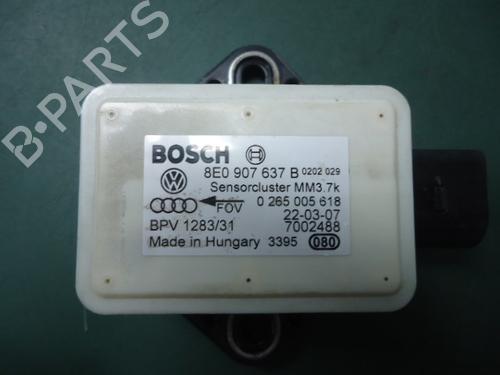 B-PARTS
BOSCH
8E0 907 637 B 0202 029
Sensorcluster MM3.7k
FOV 0 265 005 618
22-03-07
BPV 1283/31 7002488
Made in Hungary 3395 080